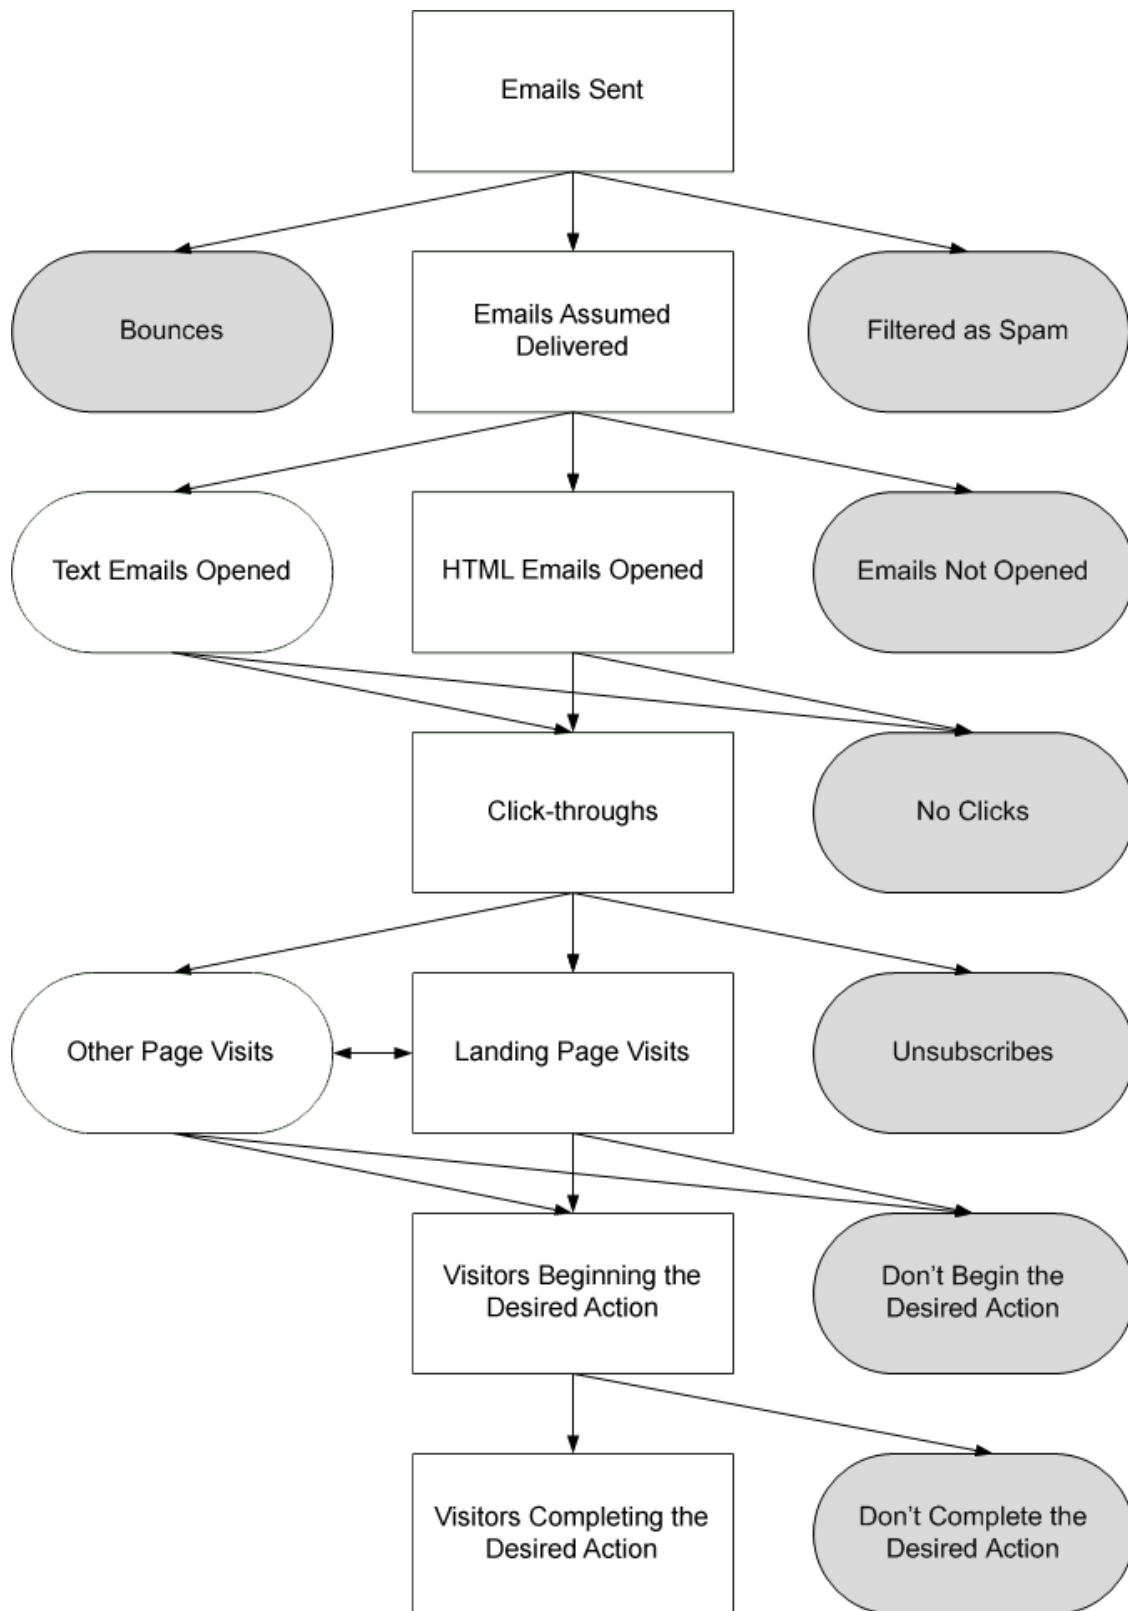 Emails Sent
Bounces
Emails Assumed
Delivered
Filtered as Spam
Text Emails Opened
HTML Emails Opened
Emails Not Opened
Click-throughs
No Clicks
Other Page Visits
Landing Page Visits
Unsubscribes
Visitors Beginning the
Desired Action
Don't Begin the
Desired Action
Visitors Completing the
Desired Action
Don't Complete the
Desired Action